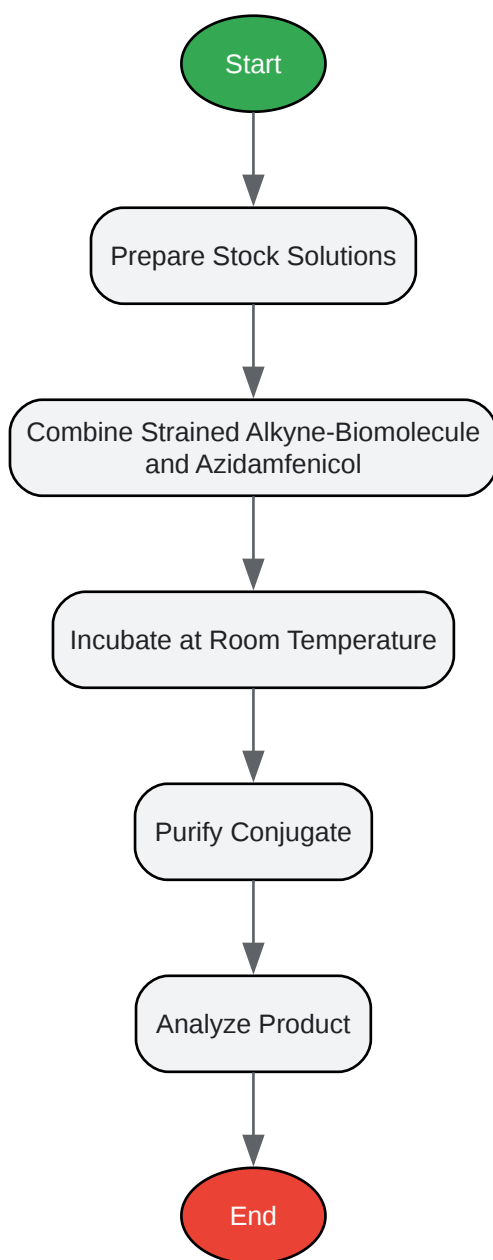 Start
Prepare Stock Solutions
Combine Strained Alkyne-Biomolecule
and Azidamfenicol
Incubate at Room Temperature
Purify Conjugate
Analyze Product
End